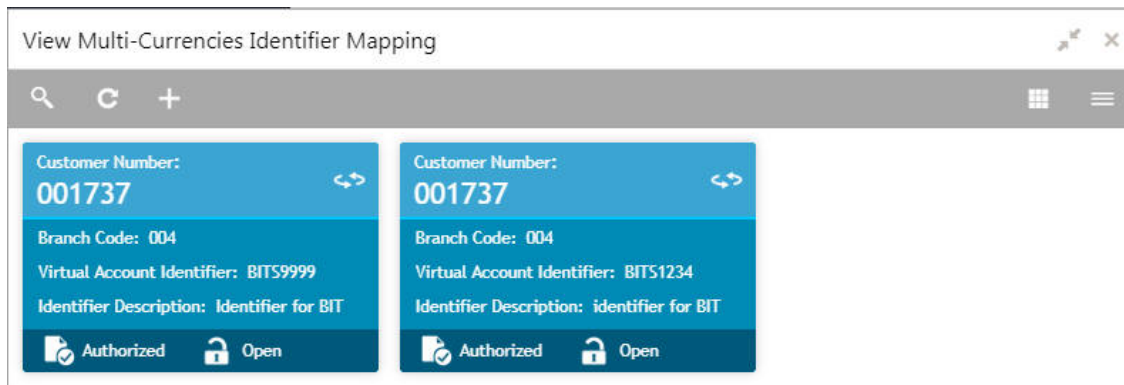 View Multi-Currencies Identifier Mapping
Customer Number:
001737
Branch Code: 004
Virtual Account Identifier: BITS9999
Identifier Description: Identifier for BIT
Authorized Open
Customer Number:
001737
Branch Code: 004
Virtual Account Identifier: BITS1234
Identifier Description: identifier for BIT
Authorized Open